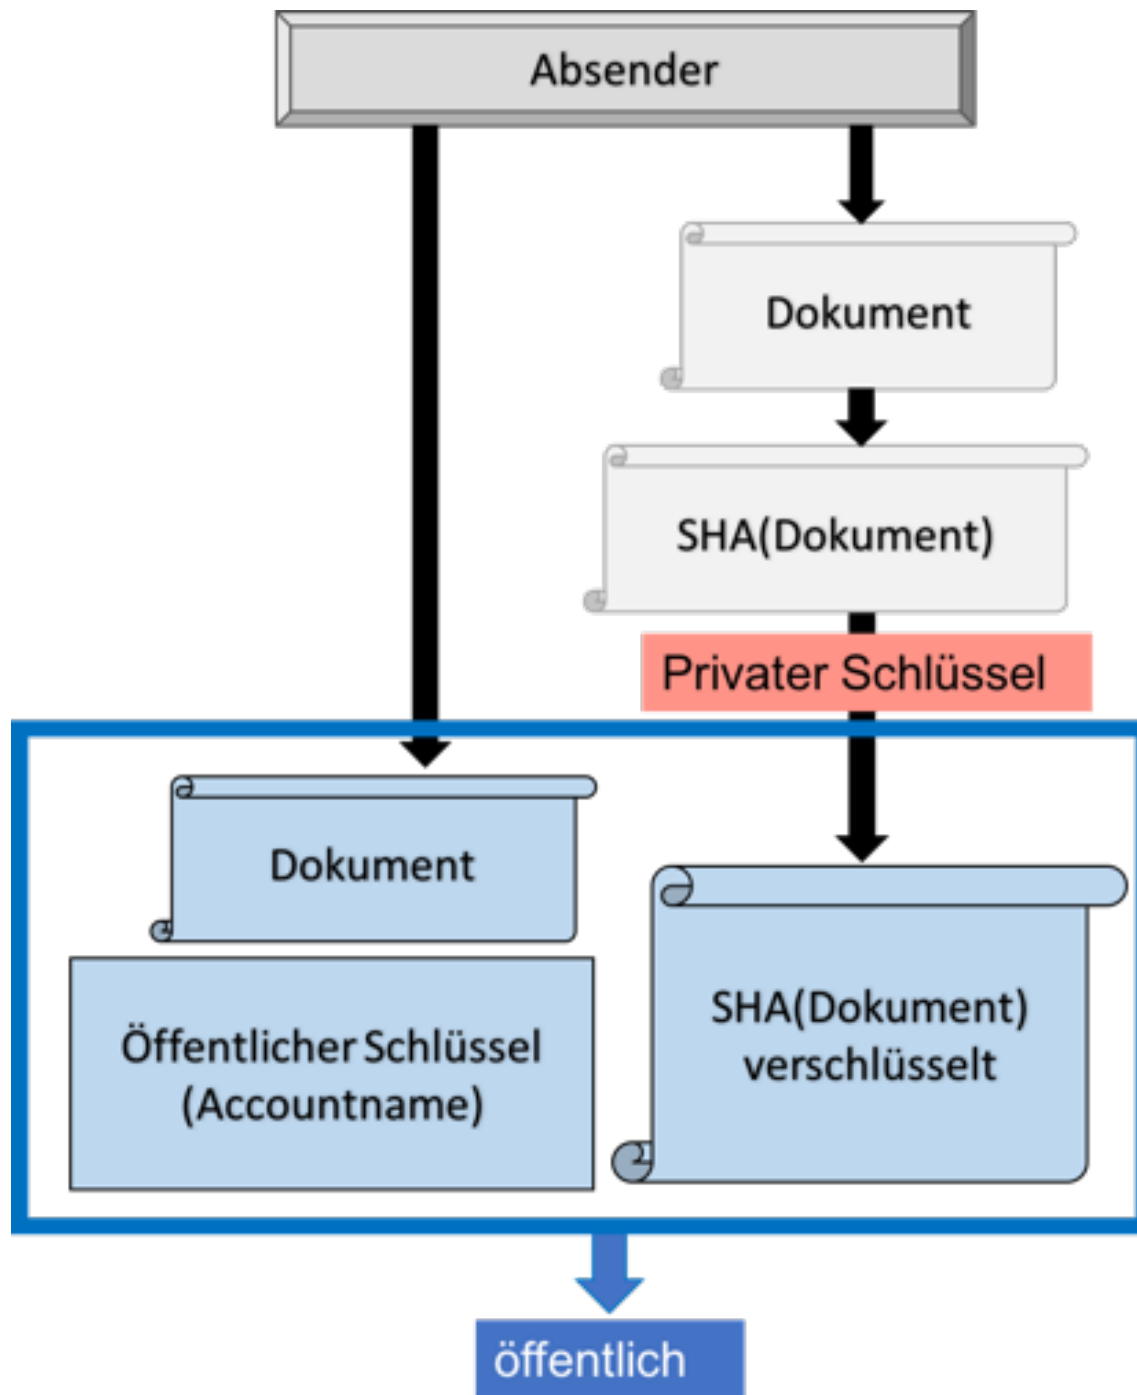 Absender
Dokument
SHA(Dokument)
Privater Schlüssel
Dokument
Öffentlicher Schlüssel
(Accountname)
SHA(Dokument)
verschlüsselt
öffentlich